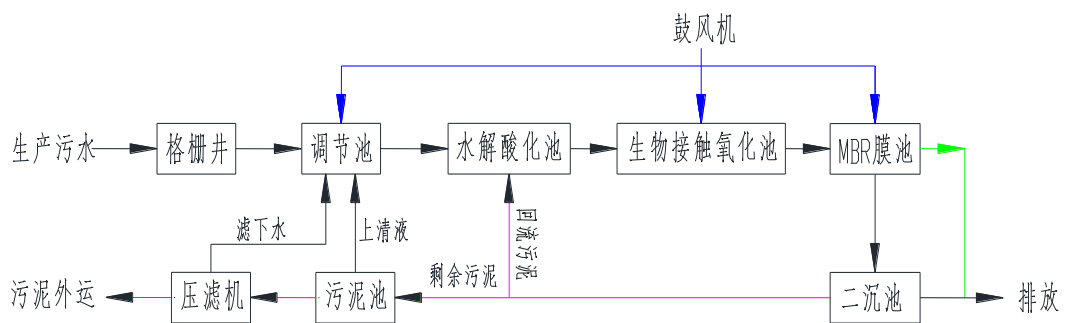 鼓风机
生产污水
格栅井
调节池
水解酸化池
生物接触氧化池
MBR膜池
滤下水
上清液
回流污泥
剩余污泥
污泥外运
压滤机
污泥池
二沉池
排放